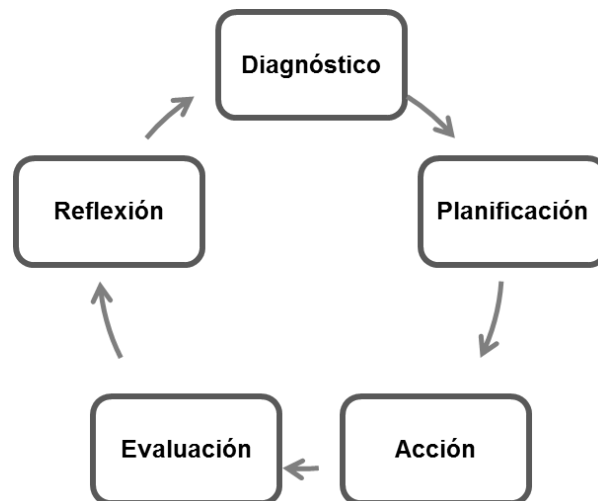 Diagnóstico
Reflexión
Planificación
Evaluación
Acción